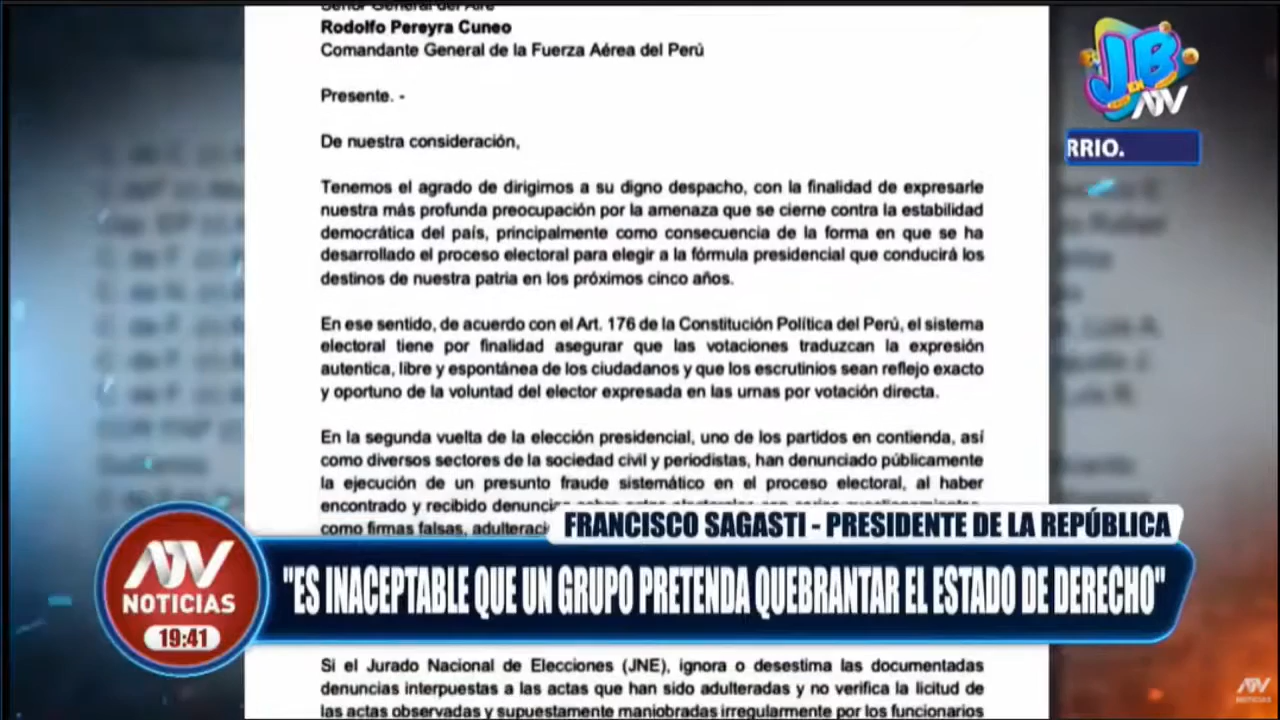 Señor General del Aire
Rodolfo Pereyra Cuneo
Comandante General de la Fuerza Aérea del Perú
Presente. -
De nuestra consideración,
Tenemos el agrado de dirigirnos a su digno despacho, con la finalidad de expresarle
nuestra más profunda preocupación por la amenaza que se cierne contra la estabilidad
democrática del país, principalmente como consecuencia de la forma en que se ha
desarrollado el proceso electoral para elegir a la fórmula presidencial que conducirá los
destinos de nuestra patria en los próximos cinco años.
En ese sentido, de acuerdo con el Art. 176 de la Constitución Política del Perú, el sistema
electoral tiene por finalidad asegurar que las votaciones traduzcan la expresión
autentica, libre y espontánea de los ciudadanos y que los escrutinios sean reflejo exacto
y oportuno de la voluntad del elector expresada en las urnas por votación directa.
En la segunda vuelta de la elección presidencial, uno de los partidos en contienda, así
como diversos sectores de la sociedad civil y periodistas, han denunciado públicamente
la ejecución de un presunto fraude sistemático en el proceso electoral, al haber
encontrado y recibido
como firmas falsas,
FRANCISCO SAGASTI - PRESIDENTE DE LA REPÚBLICA
"ES INACEPTABLE QUE UN GRUPO PRETENDA QUEBRANTAR EL ESTADO DE DERECHO"
Si el Jurado Nacional de Elecciones (JNE), ignora o desestima las documentadas
denuncias interpuestas a las actas que han sido adulteradas y no verifica la licitud de
las actas observadas y supuestamente maniobradas irregularmente por los funcionarios
JB
EN
ATV
RRIO.
ATV
NOTICIAS
19:41
ATV
NOTICIAS